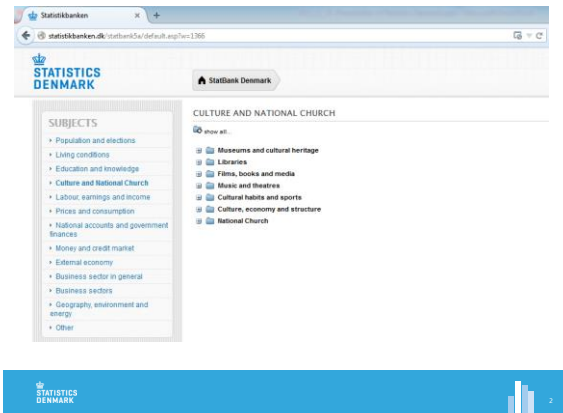 Statistikbanken
statistikbanken.dk/statbank5a/default.asp?w=1366
STATISTICS
DENMARK
StatBank Denmark
SUBJECTS
Population and elections
Living conditions
Education and knowledge
Culture and National Church
Labour, earnings and income
Prices and consumption
National accounts and government
finances
Money and credit market
External economy
Business sector in general
Business sectors
Geography, environment and
energy
Other
CULTURE AND NATIONAL CHURCH
show all...
Museums and cultural heritage
Libraries
Films, books and media
Music and theatres
Cultural habits and sports
Culture, economy and structure
National Church
STATISTICS
DENMARK
2